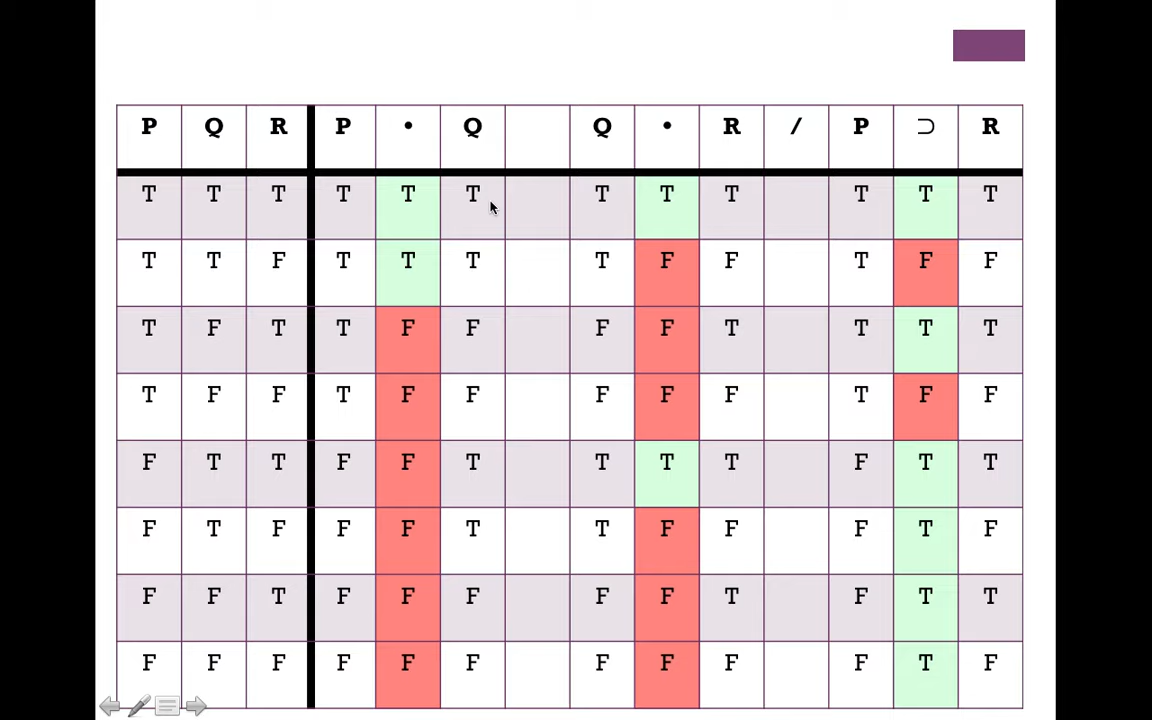 P Q R P • Q Q • R / P ⊃ R
T T T T T T T T T T T T
T T F T T T T F F T F F
T F T T F F F F T T T T
T F F T F F F F F T F F
F T T F F T T T T F T T
F T F F F T T F F F T F
F F T F F F F F T F T T
F F F F F F F F F F T F